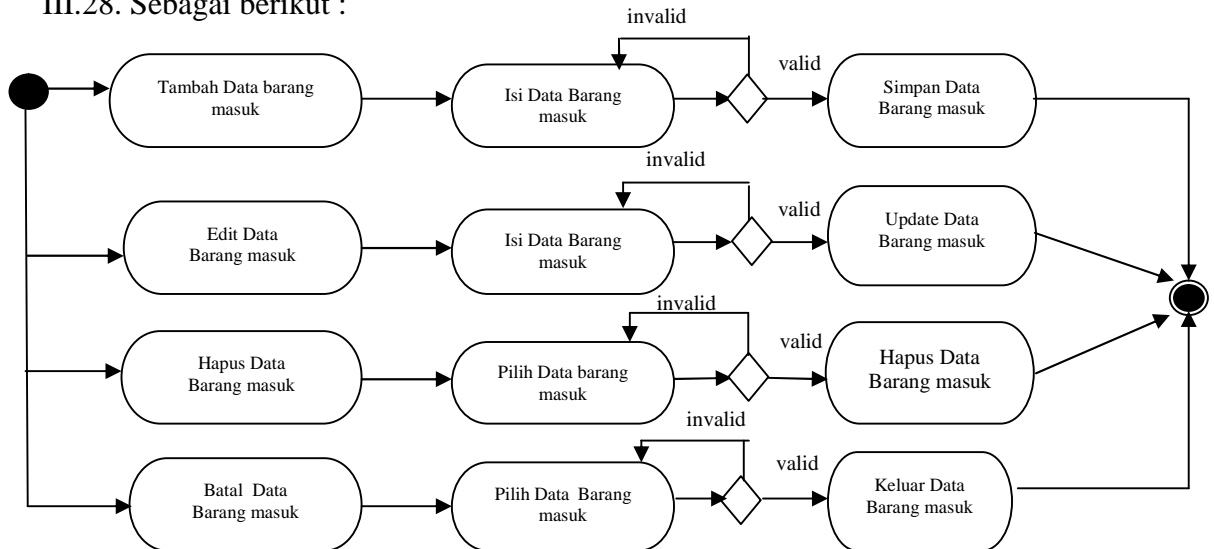 III.28. Sebagai berikut :
invalid
Tambah Data barang
masuk
Isi Data Barang
masuk
valid
Simpan Data
Barang masuk
invalid
Edit Data
Barang masuk
Isi Data Barang
masuk
valid
Update Data
Barang masuk
invalid
Hapus Data
Barang masuk
Pilih Data barang
masuk
valid
Hapus Data
Barang masuk
invalid
Batal Data
Barang masuk
Pilih Data Barang
masuk
valid
Keluar Data
Barang masuk